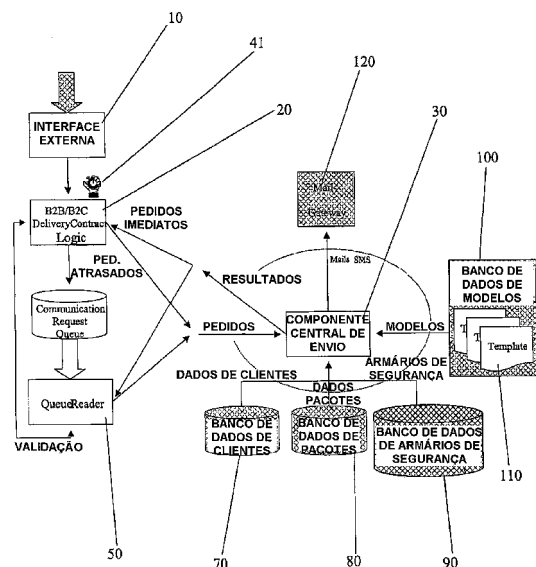 10
41
20
120
30
100
INTERFACE
EXTERNA
B2B/B2C
DeliveryContract
Logic
PEDIDOS
IMEDIATOS
PED.
ATRASADOS
Communication
Request
Queue
QueueReader
VALIDAÇÃO
50
RESULTADOS
PEDIDOS
Mail
Gateway
Mails SMS
COMPONENTE
CENTRAL DE
ENVIO
MODELOS
BANCO DE
DADOS DE
MODELOS
T
T
Template
110
DADOS DE CLIENTES
DADOS
PACOTES
ARMÁRIOS DE
SEGURANÇA
BANCO DE
DADOS DE
CLIENTES
BANCO DE
DADOS DE
PACOTES
BANCO DE DADOS
DE ARMÁRIOS DE
SEGURANÇA
70
80
90